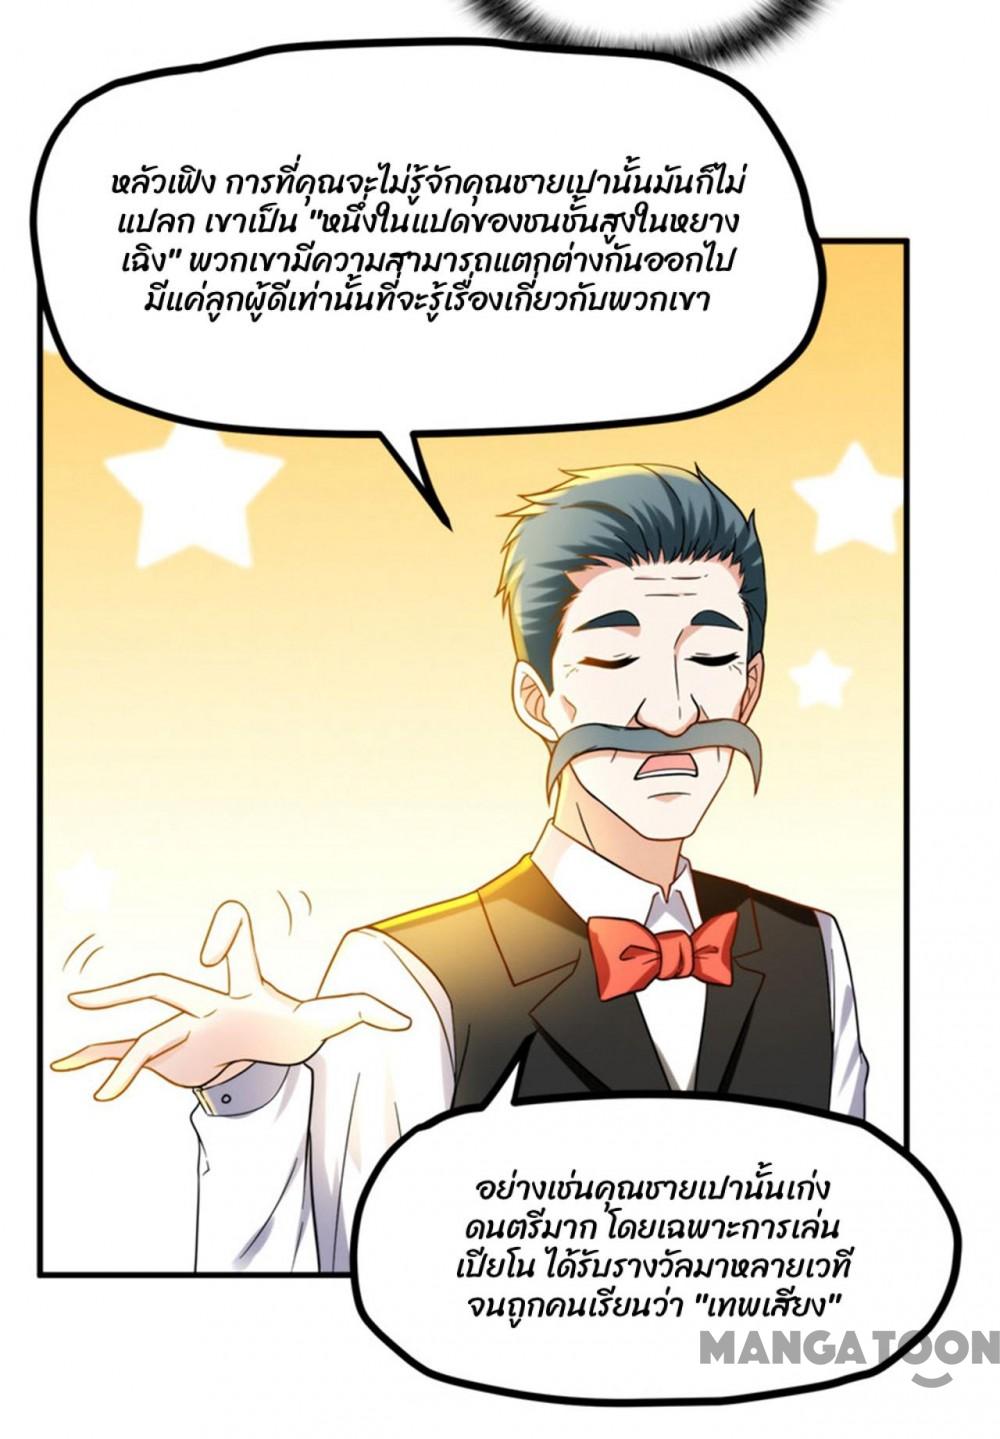 หลัวเฟิง การที่คุณจะไม่รู้จักคุณชายเปานั้นมันก็ไม่
แปลก เขาเป็น "หนึ่งในแปดของชนชั้นสูงในหยาง
เฉิง" พวกเขามีความสามารถแตกต่างกันออกไป
มีแค่ลูกผู้ดีเท่านั้นที่จะรู้เรื่องเกี่ยวกับพวกเขา
อย่างเช่นคุณชายเปานั้นเก่ง
ดนตรีมาก โดยเฉพาะการเล่น
เปียโน ได้รับรางวัลมาหลายเวที
จนถูกคนเรียนว่า "เทพเสียง"
MANGATOON